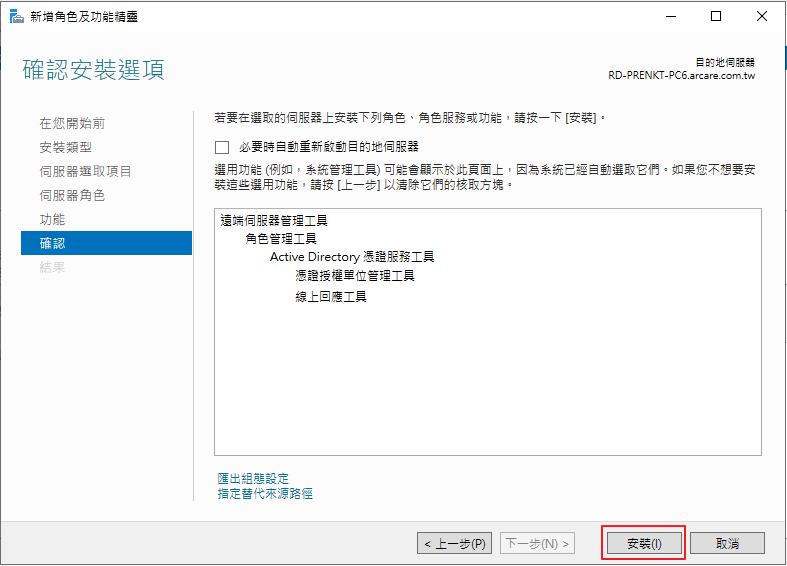 新增角色及功能精靈
確認安裝選項
目的地伺服器
RD-PRENKT-PC6.arcare.com.tw
在您開始前
安裝類型
伺服器選取項目
伺服器角色
功能
確認
結果
若要在選取的伺服器上安裝下列角色、角色服務或功能，請按一下 [安裝]。
必要時自動重新啟動目的地伺服器
選用功能 (例如，系統管理工具) 可能會顯示於此頁面上，因為系統已經自動選取它們。如果您不想要安
裝這些選用功能，請按 [上一步] 以清除它們的核取方塊。
遠端伺服器管理工具
角色管理工具
Active Directory 憑證服務工具
憑證授權單位管理工具
線上回應工具
匯出組態設定
指定替代來源路徑
< 上一步(P)
下一步(N) >
安裝(I)
取消